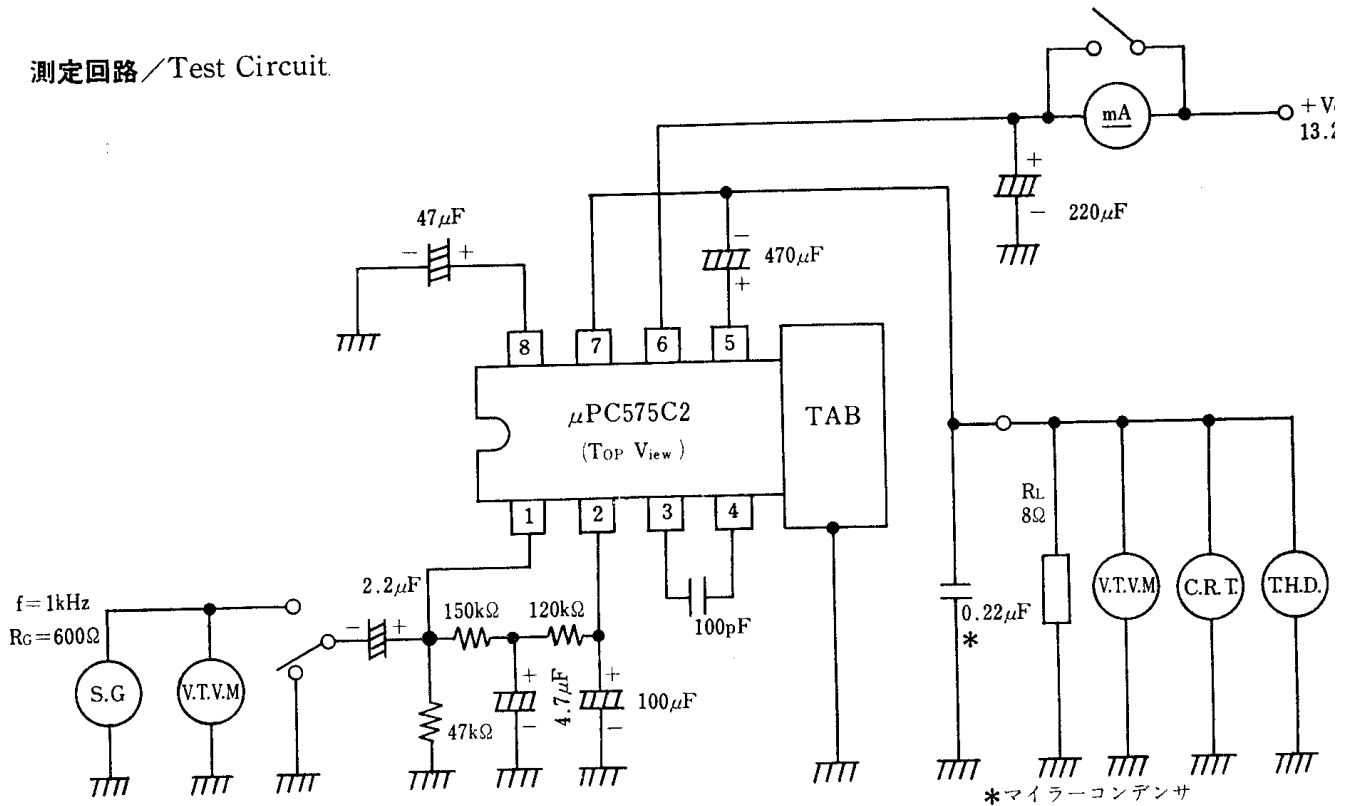 測定回路／Test Circuit
mA
+V
13.2
+
− 220μF
47μF
− +
−
470μF
+
8 7 6 5
μPC575C2
(TOP View)
TAB
1 2 3 4
RL
8Ω
2.2μF
f=1kHz
RG=600Ω
− +
150kΩ 120kΩ
100pF
0.22μF
*
S.G V.T.V.M
47kΩ
+
−
4.7μF
+
−
100μF
V.T.V.M C.R.T. T.H.D.
*マイラーコンデンサ